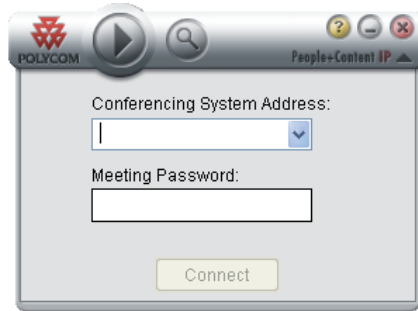 POLYCOM
?
People+Content IP
Conferencing System Address:
Meeting Password:
Connect